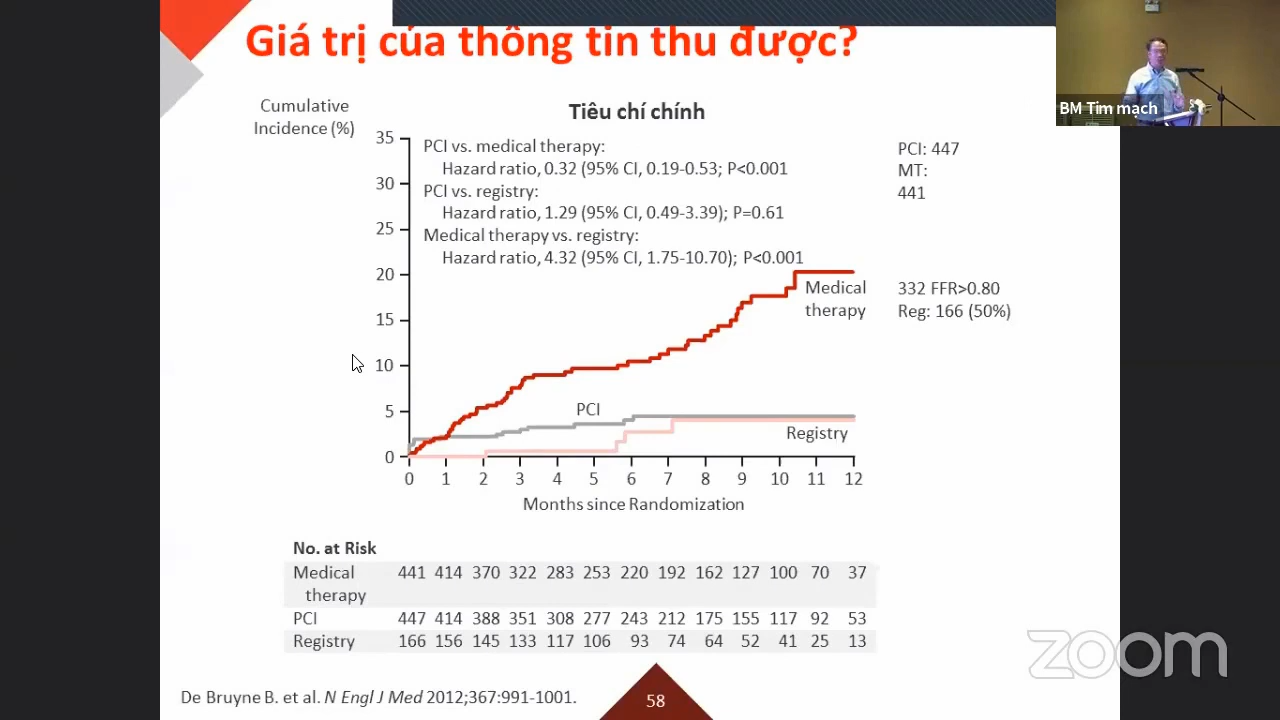 Giá trị của thông tin thu được?
BM Tim mạch
Cumulative
Incidence (%)
Tiêu chí chính
35
30
25
20
15
10
5
0
PCI vs. medical therapy:
Hazard ratio, 0.32 (95% CI, 0.19-0.53; P<0.001
PCI vs. registry:
Hazard ratio, 1.29 (95% CI, 0.49-3.39); P=0.61
Medical therapy vs. registry:
Hazard ratio, 4.32 (95% CI, 1.75-10.70); P<0.001
PCI: 447
MT:
441
Medical
therapy
332 FFR>0.80
Reg: 166 (50%)
PCI
Registry
0 1 2 3 4 5 6 7 8 9 10 11 12
Months since Randomization
No. at Risk
Medical 441 414 370 322 283 253 220 192 162 127 100 70 37
therapy
PCI 447 414 388 351 308 277 243 212 175 155 117 92 53
Registry 166 156 145 133 117 106 93 74 64 52 41 25 13
De Bruyne B. et al. N Engl J Med 2012;367:991-1001.
58
zoom